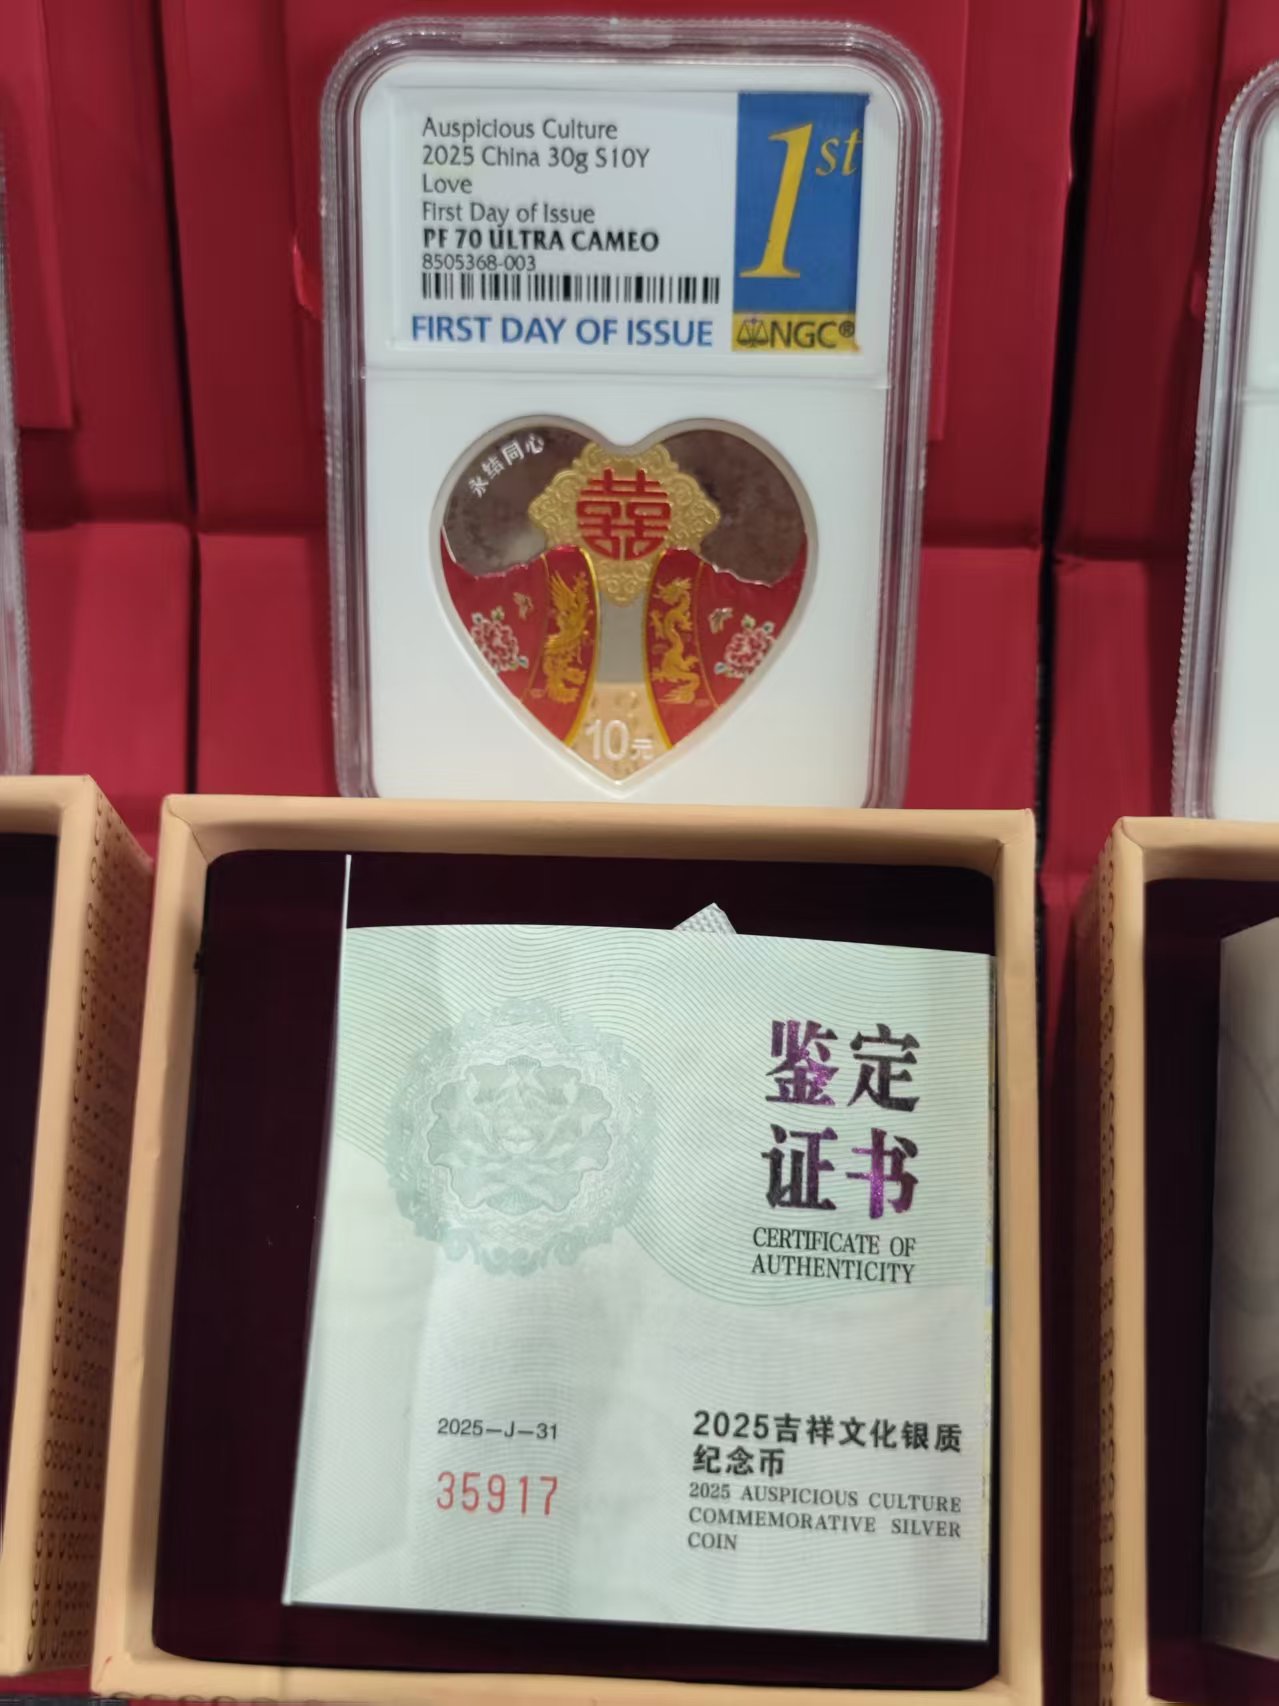 Auspicious Culture
2025 China 30g S10Y
Love
First Day of Issue
PF 70 ULTRA CAMEO
8505368-003
FIRST DAY OF ISSUE
1st
NGC®
永结同心
囍
10元
鉴定
证书
CERTIFICATE OF
AUTHENTICITY
2025-J-31
35917
2025吉祥文化银质
纪念币
2025 AUSPICIOUS CULTURE
COMMEMORATIVE SILVER
COIN